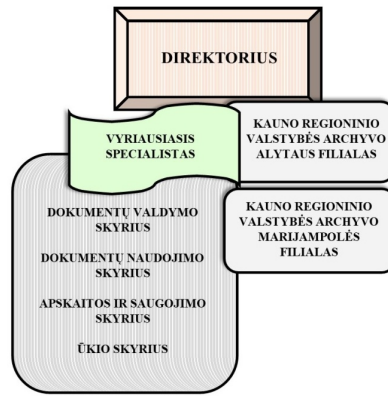 DIREKTORIUS
VYRIAUSIASIS
SPECIALISTAS
KAUNO REGIONINIO
VALSTYBĖS ARCHYVO
ALYTAUS FILIALAS
KAUNO REGIONINIO
VALSTYBĖS ARCHYVO
MARIJAMPOLĖS
FILIALAS
DOKUMENTŲ VALDYMO
SKYRIUS
DOKUMENTŲ NAUDOJIMO
SKYRIUS
APSKAITOS IR SAUGOJIMO
SKYRIUS
ŪKIO SKYRIUS